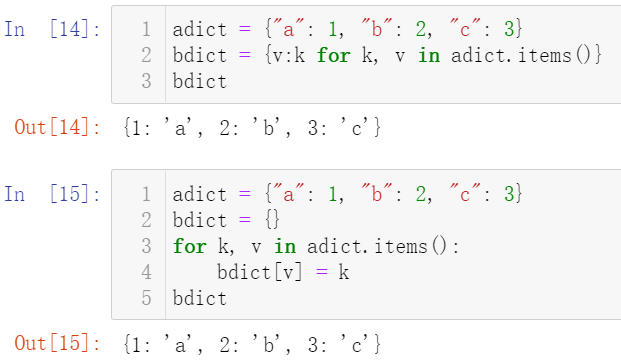 In [14]:
1 adict = {"a": 1, "b": 2, "c": 3}
2 bdict = {v:k for k, v in adict.items()}
3 bdict
Out[14]: {1: 'a', 2: 'b', 3: 'c'}
In [15]:
1 adict = {"a": 1, "b": 2, "c": 3}
2 bdict = {}
3 for k, v in adict.items():
4     bdict[v] = k
5 bdict
Out[15]: {1: 'a', 2: 'b', 3: 'c'}